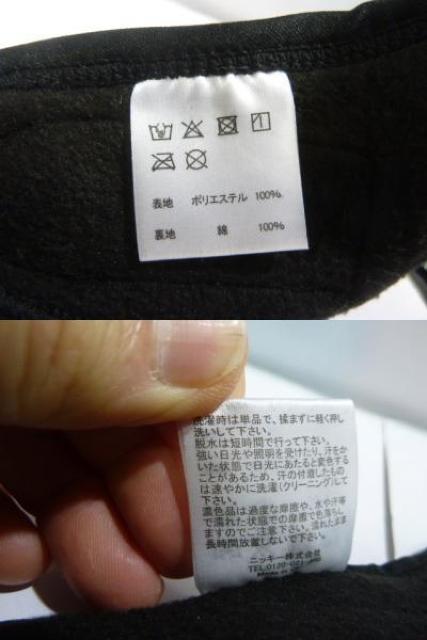 表地 ポリエステル 100%
裏地 綿 100%
洗濯時は単品で、揉まずに軽く押し
洗いして下さい。
脱水は短時間で行って下さい。
強い日光や照明を受けたり、汗をか
いた状態で日光にあたると変色する
ことがあるため、汗の付着したもの
は速やかに洗濯(クリーニング)して
下さい。
濃色品は過度な摩擦や、水や汗等
で濡れた状態での摩擦で色落ちし
ますのでご注意下さい。濡れたまま
長時間放置しないで下さい。
ニッキー株式会社
TEL.0120-021-